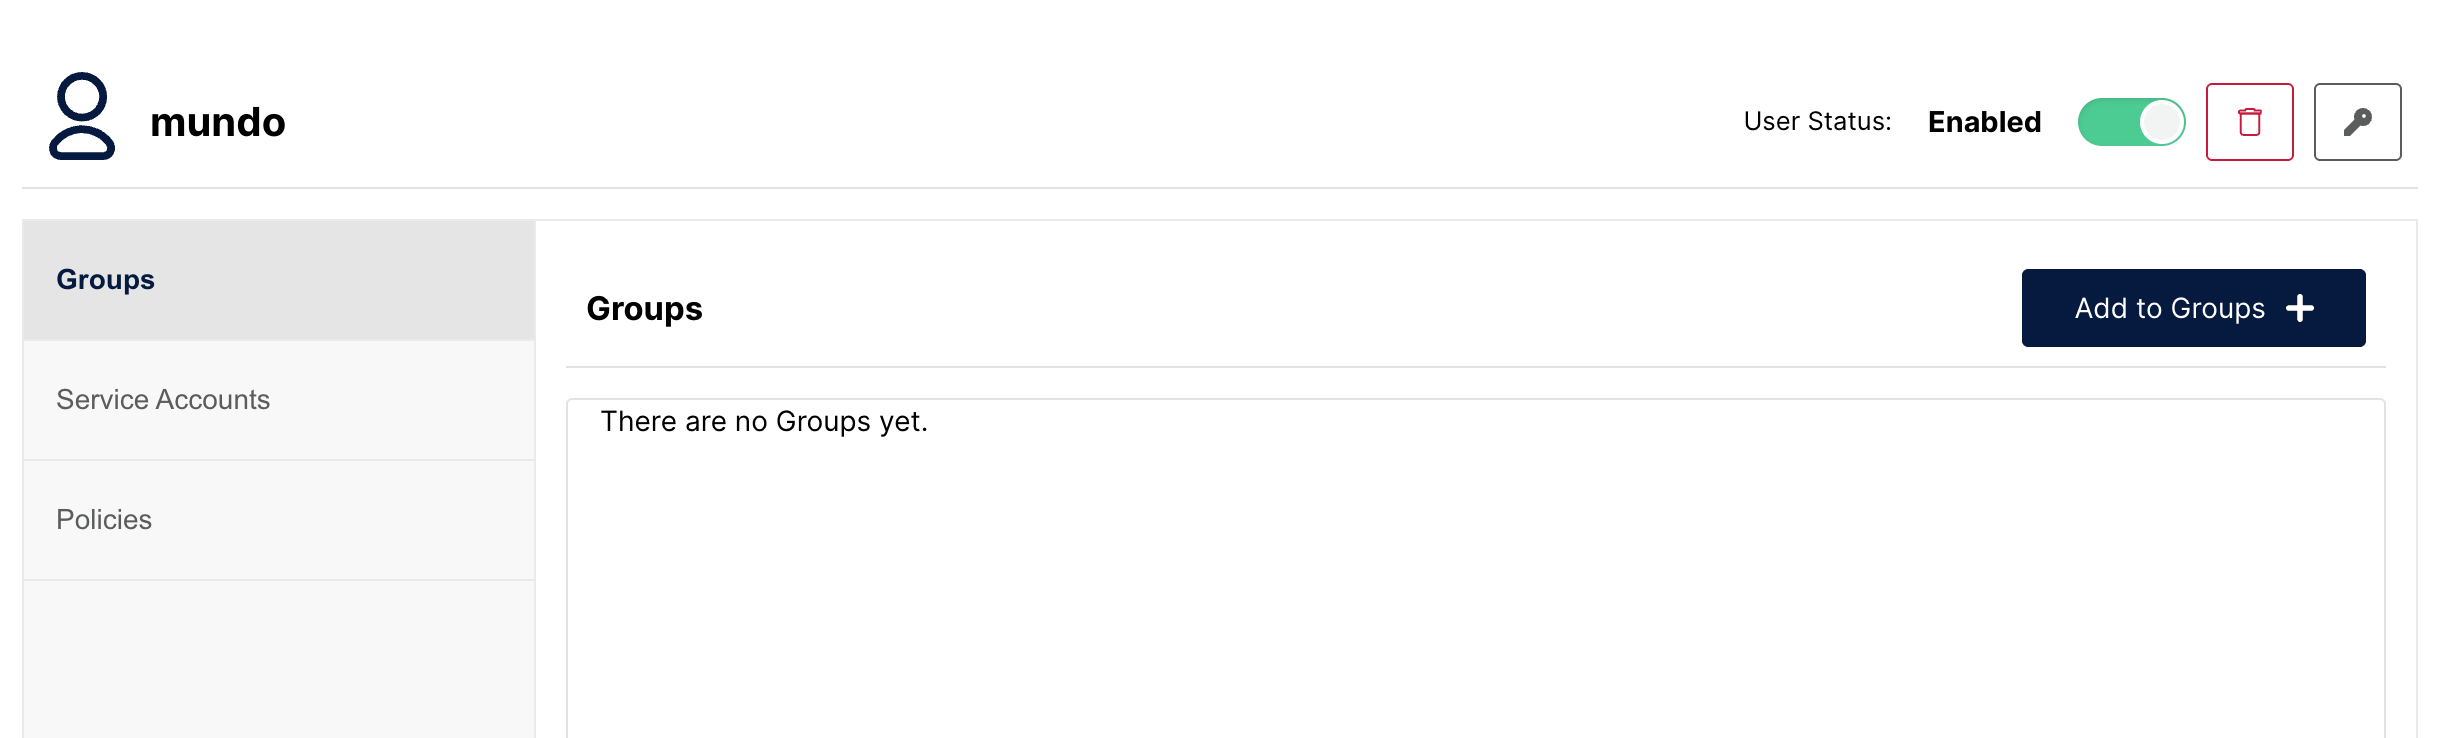 mundo
User Status: Enabled
Groups
Service Accounts
Policies
Groups
Add to Groups
There are no Groups yet.